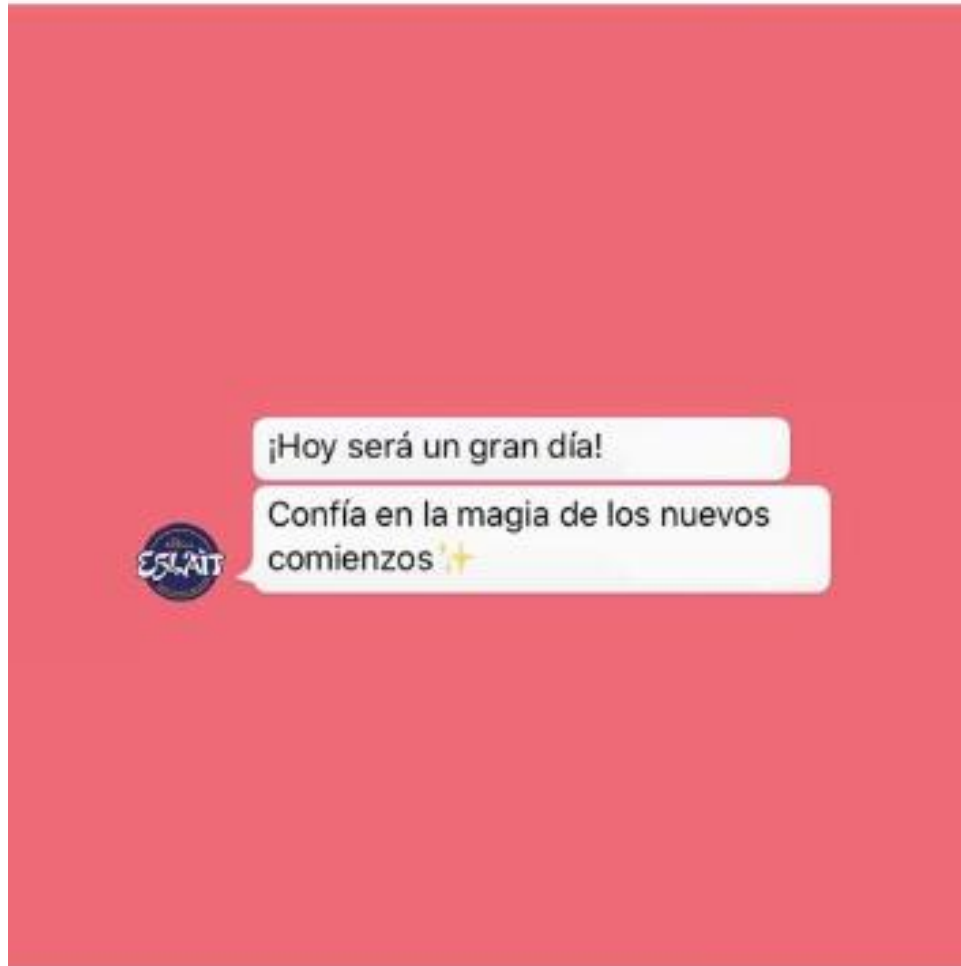 ¡Hoy será un gran día!
Confía en la magia de los nuevos
comienzos✨
ESLAIT